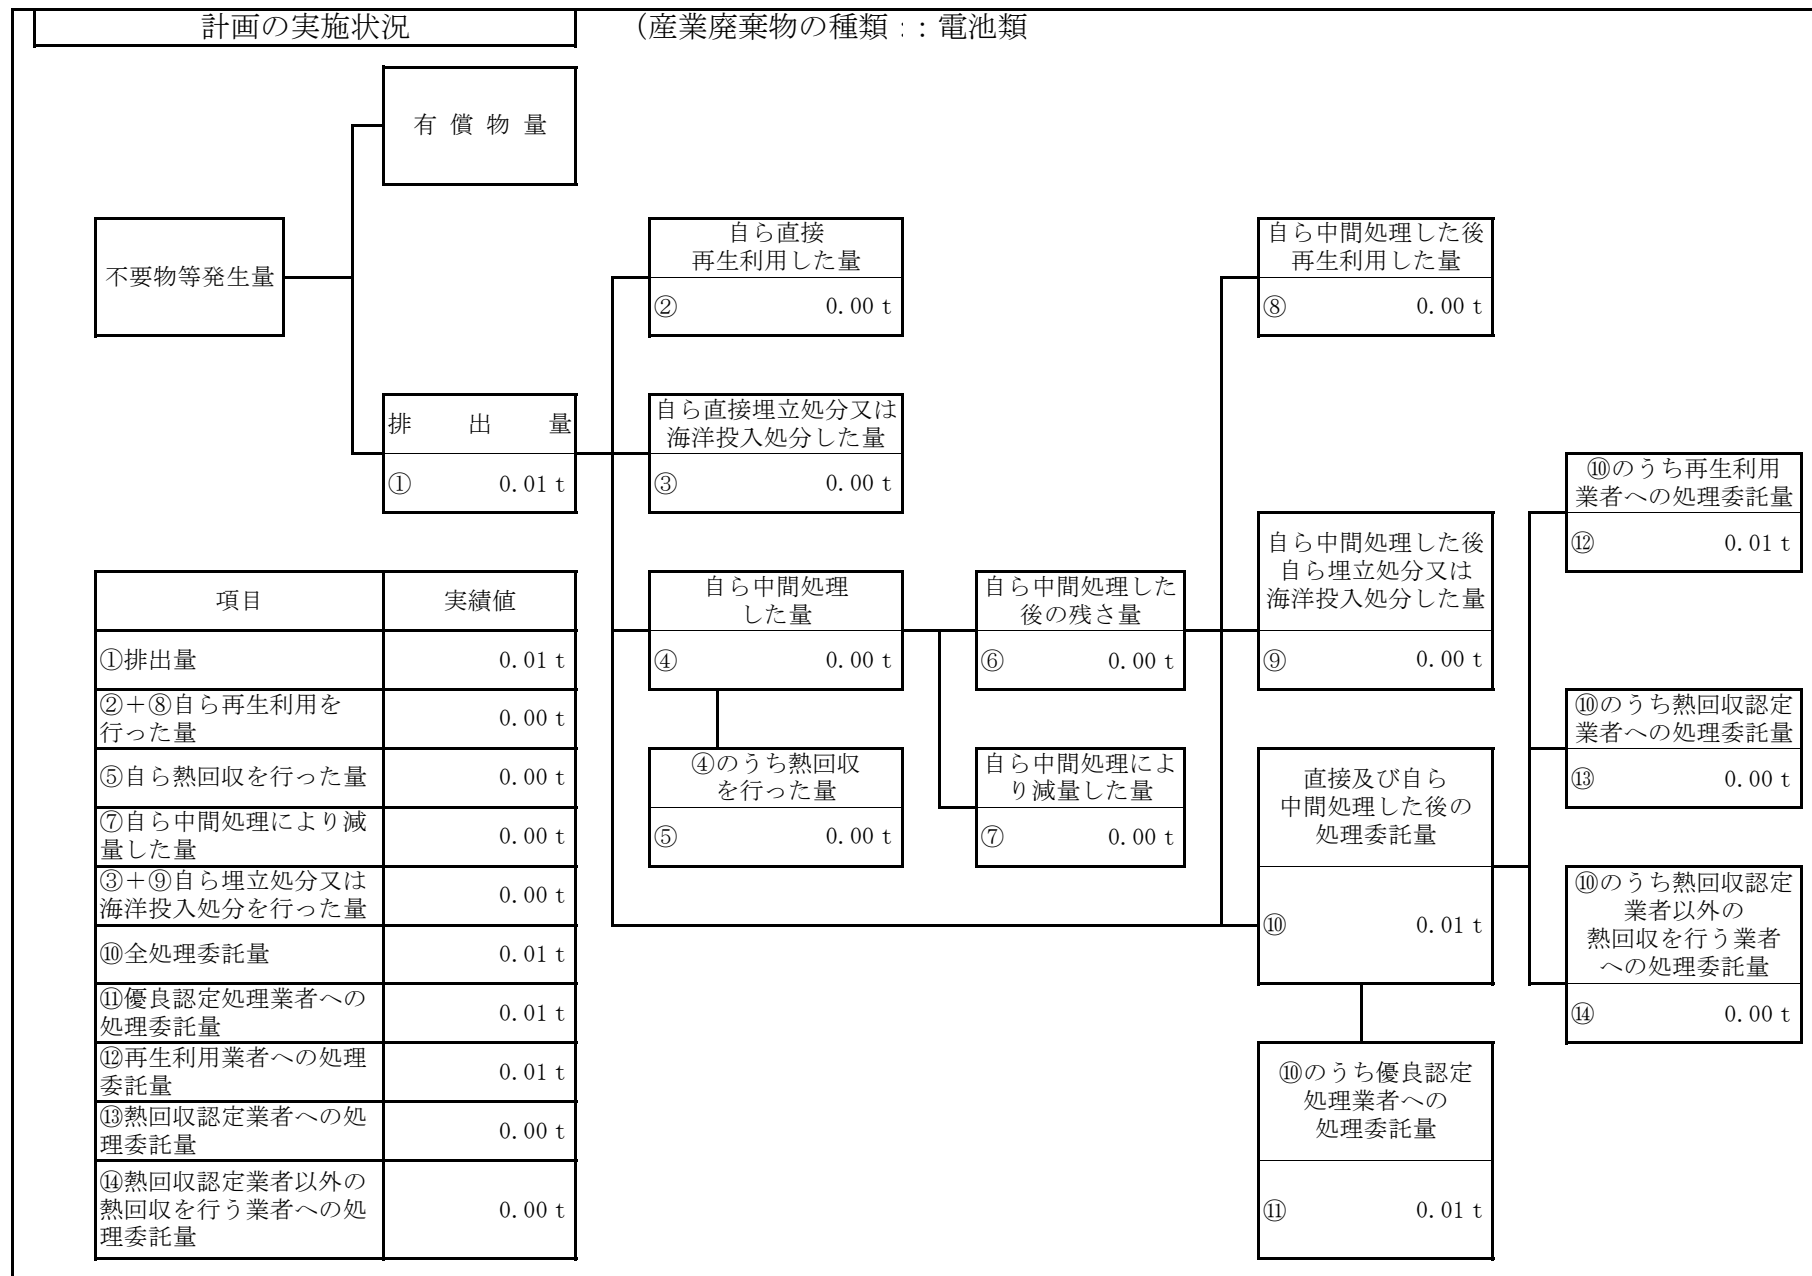 計画の実施状況
（産業廃棄物の種類：：電池類
有 償 物 量
不要物等発生量
自ら直接
再生利用した量
② 0.00 t
自ら中間処理した後
再生利用した量
⑧ 0.00 t
排 出 量
① 0.01 t
自ら直接埋立処分又は
海洋投入処分した量
③ 0.00 t
⑩のうち再生利用
業者への処理委託量
⑫ 0.01 t
自ら中間処理した後
自ら埋立処分又は
海洋投入処分した量
⑨ 0.00 t
自ら中間処理
した量
④ 0.00 t
自ら中間処理した
後の残さ量
⑥ 0.00 t
⑩のうち熱回収認定
業者への処理委託量
⑬ 0.00 t
④のうち熱回収
を行った量
⑤ 0.00 t
自ら中間処理によ
り減量した量
⑦ 0.00 t
直接及び自ら
中間処理した後の
処理委託量
⑩ 0.01 t
⑩のうち熱回収認定
業者以外の
熱回収を行う業者
への処理委託量
⑭ 0.00 t
⑩のうち優良認定
処理業者への
処理委託量
⑪ 0.01 t
項目 実績値
①排出量 0.01 t
②＋⑧自ら再生利用を
行った量 0.00 t
⑤自ら熱回収を行った量 0.00 t
⑦自ら中間処理により減
量した量 0.00 t
③＋⑨自ら埋立処分又は
海洋投入処分を行った量 0.00 t
⑩全処理委託量 0.01 t
⑪優良認定処理業者への
処理委託量 0.01 t
⑫再生利用業者への処理
委託量 0.01 t
⑬熱回収認定業者への処
理委託量 0.00 t
⑭熱回収認定業者以外の
熱回収を行う業者への処
理委託量 0.00 t